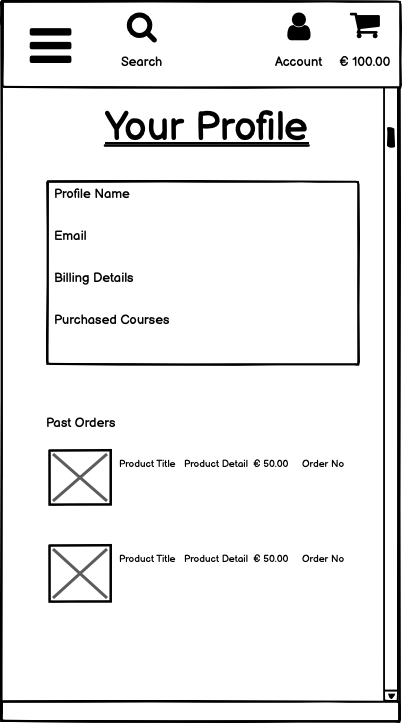 Search Account € 100.00
Your Profile
Profile Name
Email
Billing Details
Purchased Courses
Past Orders
Product Title Product Detail € 50.00 Order No
Product Title Product Detail € 50.00 Order No